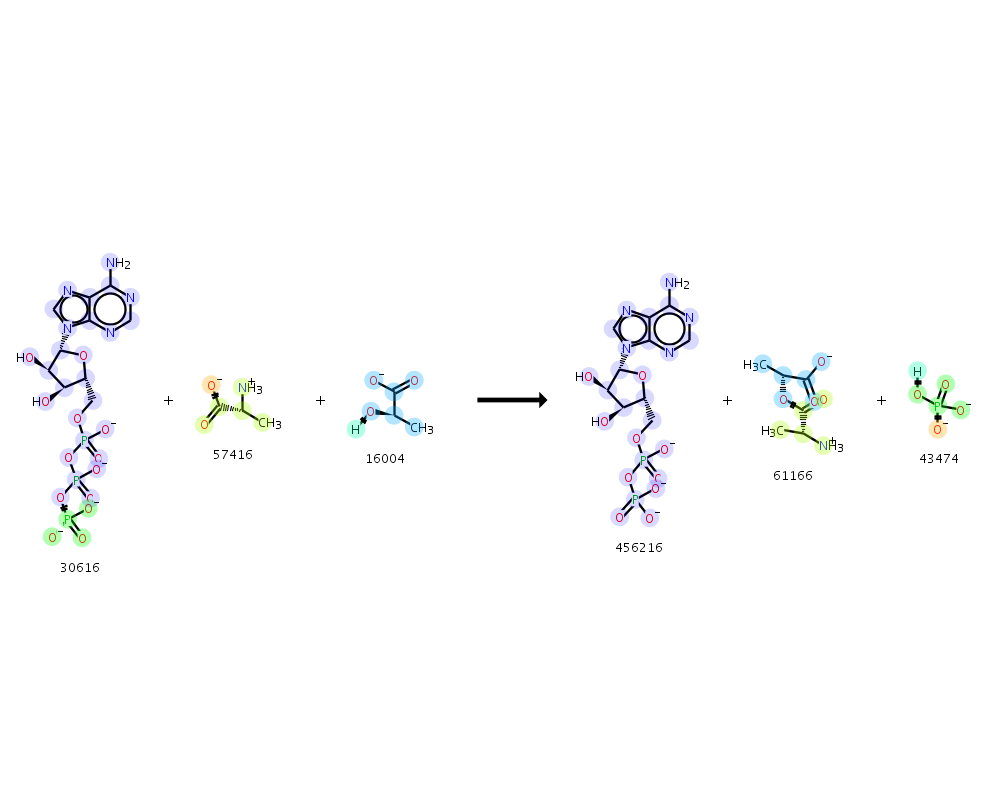 NH2
N
N
N
N
HO
O
HO
O
O−
P
O
O−
P
O
O−
P
O−
O
30616
+
O−
NH3+
O
CH3
57416
+
O−
O
O
H
CH3
16004
NH2
N
N
N
N
HO
O
HO
O
O−
P
O
O−
P
O
O−
456216
+
H3C
O−
O
O
O
H3C
NH3+
61166
+
H
O
O
P
O−
O−
43474